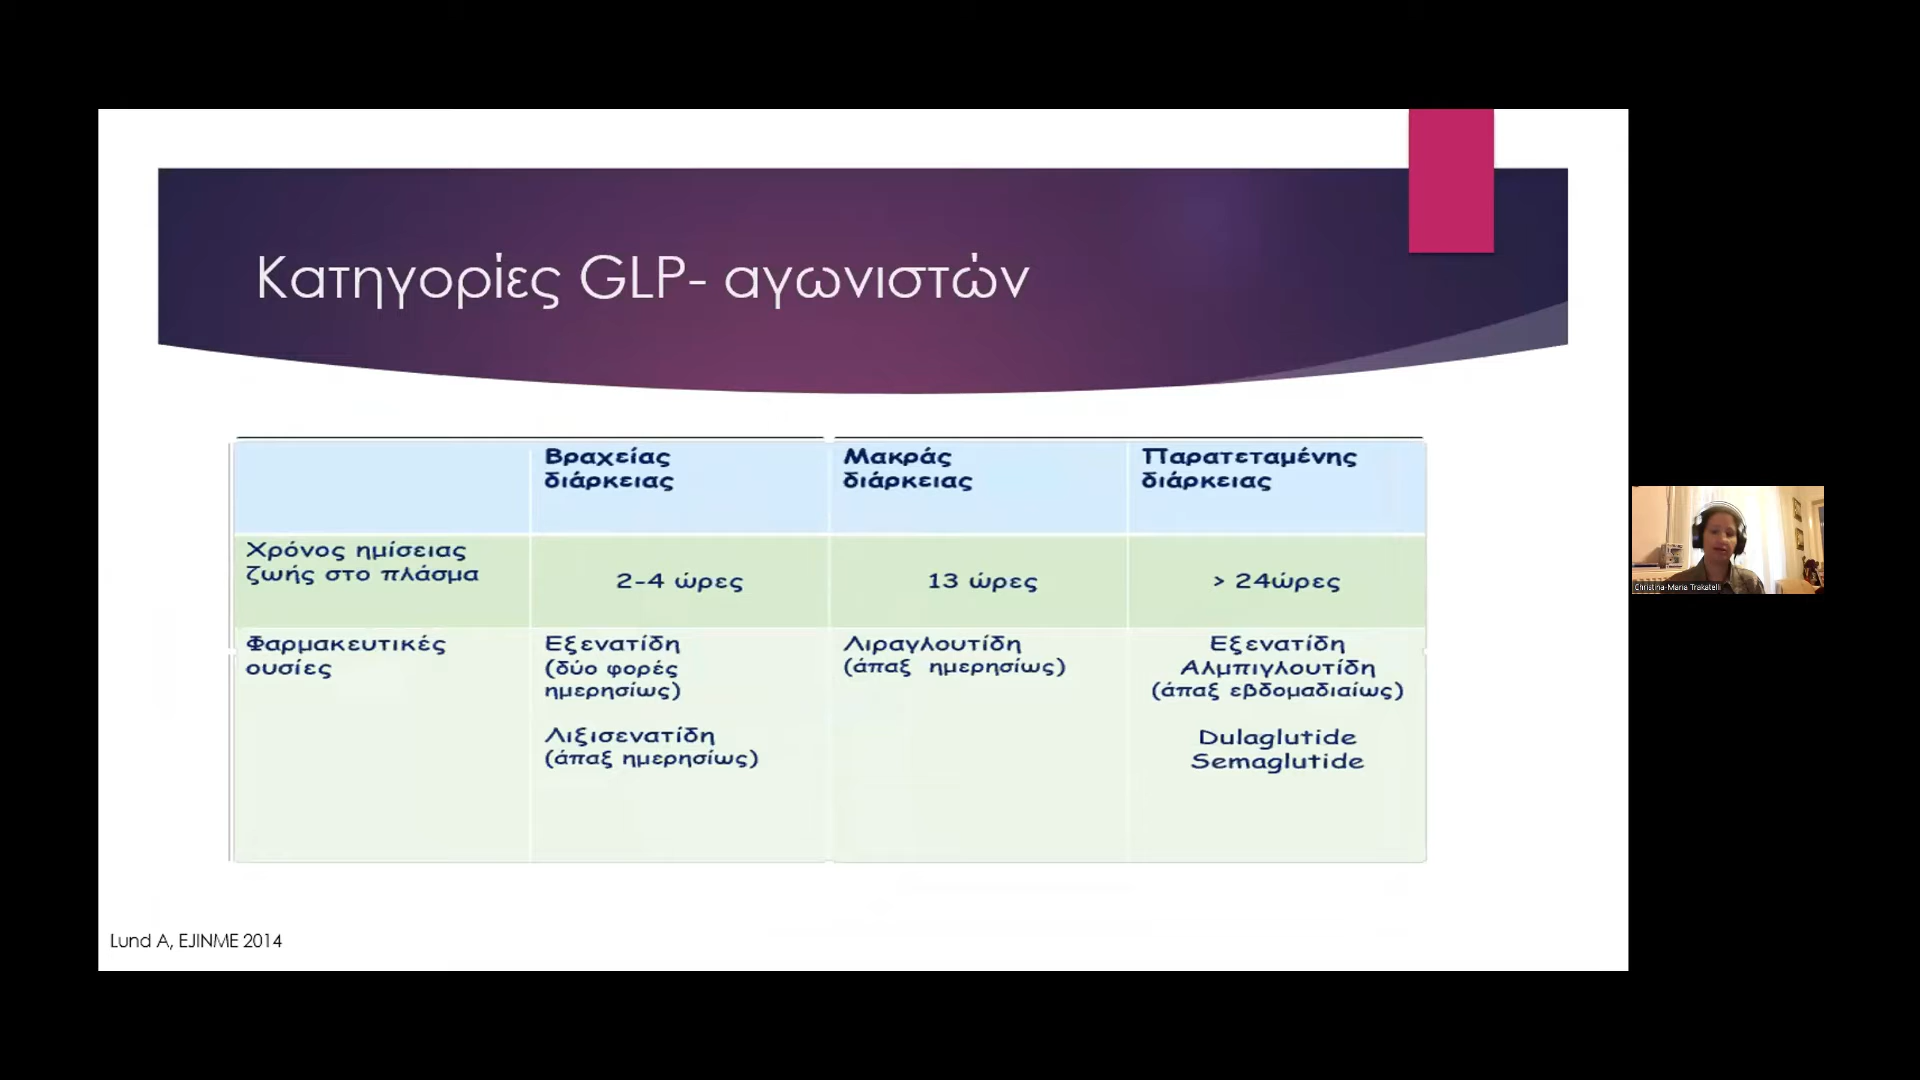 Κατηγορίες GLP- αγωνιστών
Βραχείας
διάρκειας
Μακράς
διάρκειας
Παρατεταμένης
διάρκειας
Χρόνος ημίσειας
ζωής στο πλάσμα
2-4 ώρες
13 ώρες
> 24ώρες
Φαρμακευτικές
ουσίες
Εξενατίδη
(δύο φορές
ημερησίως)
Λιξισενατίδη
(άπαξ ημερησίως)
Λιραγλουτίδη
(άπαξ ημερησίως)
Εξενατίδη
Αλμπιγλουτίδη
(άπαξ εβδομαδιαίως)
Dulaglutide
Semaglutide
Lund A, EJINME 2014
Christina-Maria Trakatelli